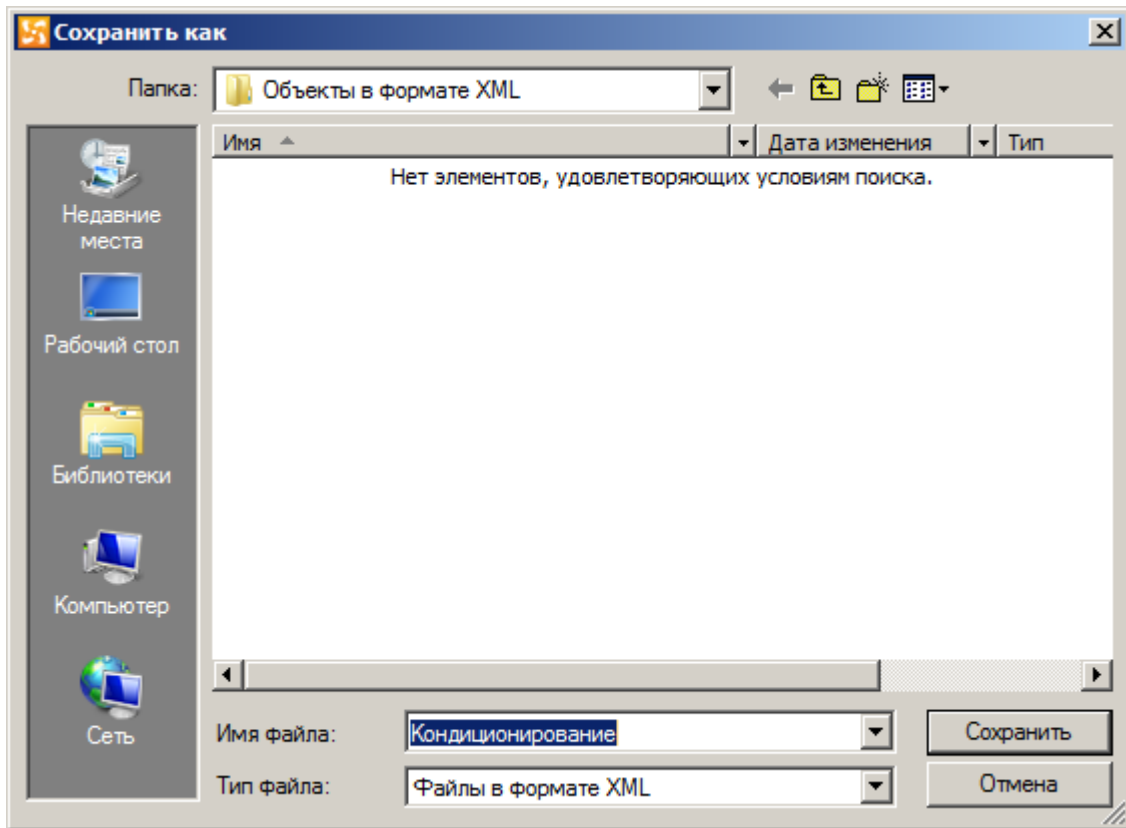 Сохранить как
Папка:
Объекты в формате XML
Имя
Дата изменения
Тип
Нет элементов, удовлетворяющих условиям поиска.
Недавние
места
Рабочий стол
Библиотеки
Компьютер
Сеть
Имя файла:
Кондиционирование
Сохранить
Тип файла:
Файлы в формате XML
Отмена